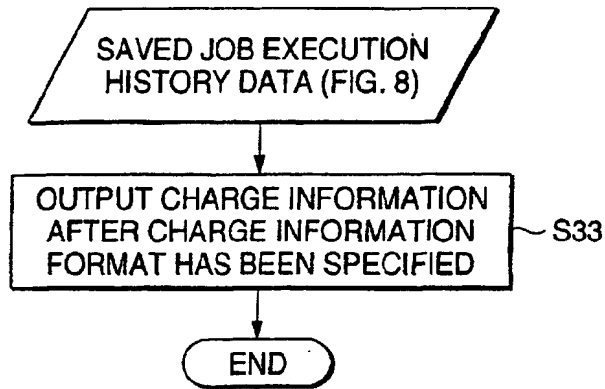 SAVED JOB EXECUTION
HISTORY DATA (FIG. 8)
OUTPUT CHARGE INFORMATION
AFTER CHARGE INFORMATION
FORMAT HAS BEEN SPECIFIED
S33
END